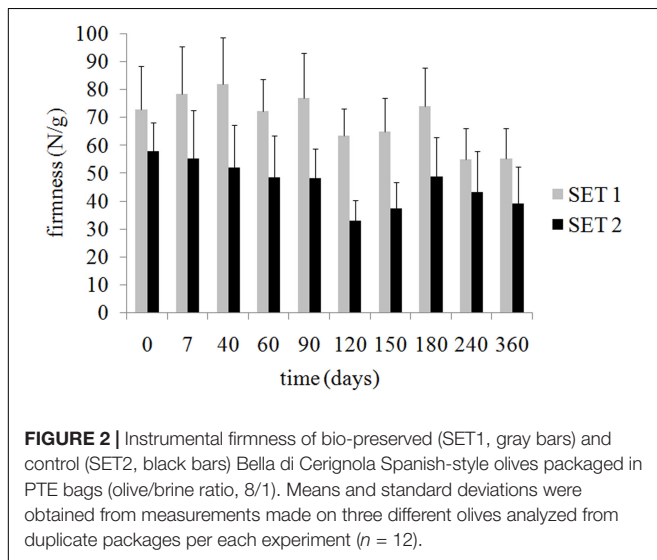 100
90
80
70
60
50
40
30
20
10
0
firmness (N/g)
0 7 40 60 90 120 150 180 240 360
time (days)
SET 1
SET 2
FIGURE 2 | Instrumental firmness of bio-preserved (SET1, gray bars) and
control (SET2, black bars) Bella di Cerignola Spanish-style olives packaged in
PTE bags (olive/brine ratio, 8/1). Means and standard deviations were
obtained from measurements made on three different olives analyzed from
duplicate packages per each experiment (n = 12).